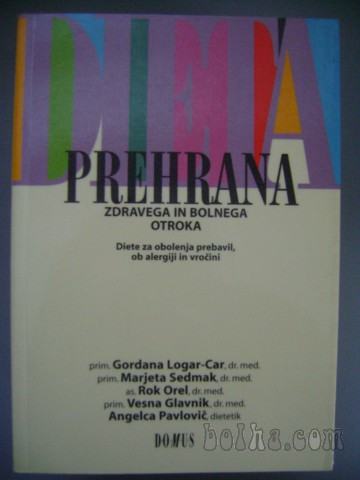 DIETA
PREHRANA
ZDRAVEGA IN BOLNEGA
OTROKA
Diete za obolenja prebavil,
ob alergiji in vročini
prim. Gordana Logar-Car, dr. med.
prim. Marjeta Sedmak, dr. med.
as. Rok Orel, dr. med.
prim. Vesna Glavnik, dr. med.
Angelca Pavlovič, dietetik
DOMUS
bolha.com